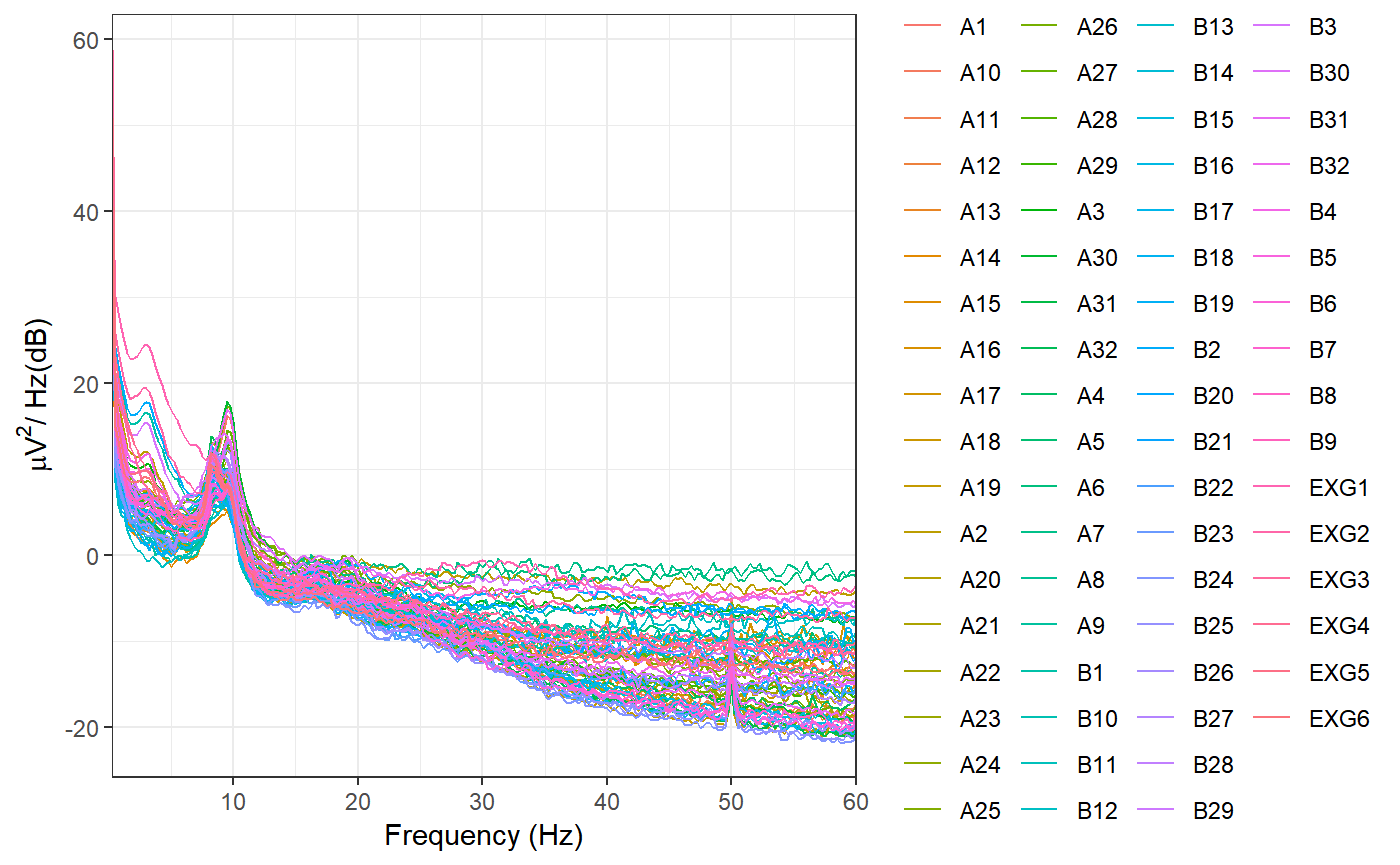 60
40
20
0
-20
μV2/ Hz(dB)
10 20 30 40 50 60
Frequency (Hz)
A1 A26 B13 B3
A10 A27 B14 B30
A11 A28 B15 B31
A12 A29 B16 B32
A13 A3 B17 B4
A14 A30 B18 B5
A15 A31 B19 B6
A16 A32 B2 B7
A17 A4 B20 B8
A18 A5 B21 B9
A19 A6 B22 EXG1
A2 A7 B23 EXG2
A20 A8 B24 EXG3
A21 A9 B25 EXG4
A22 B1 B26 EXG5
A23 B10 B27 EXG6
A24 B11 B28
A25 B12 B29